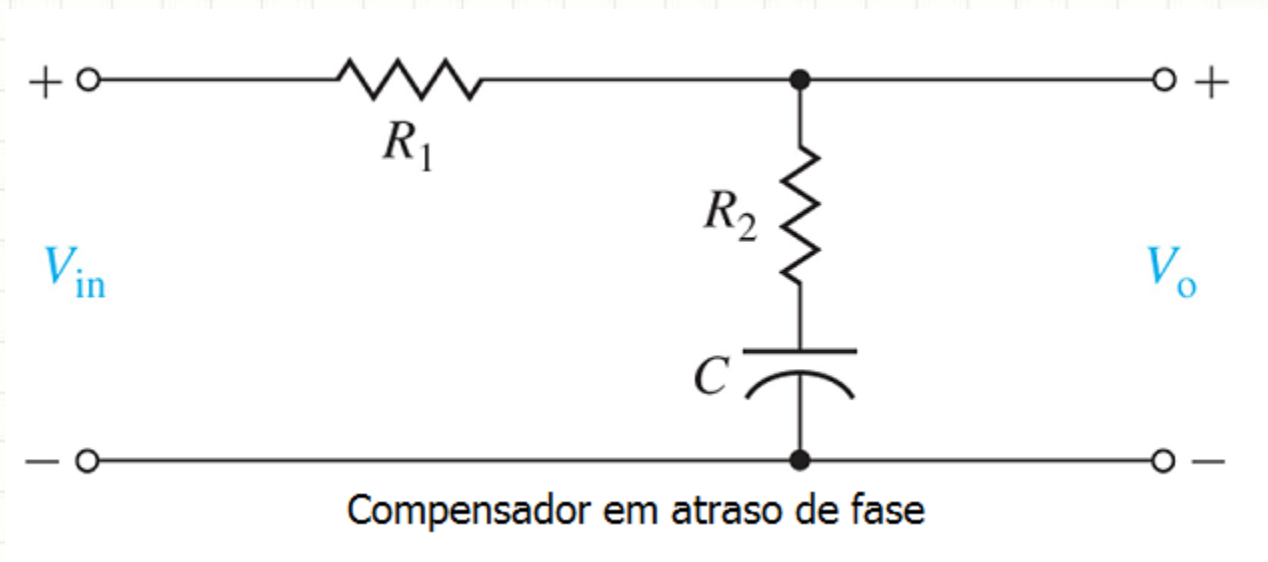 + +
R1
R2
Vin Vo
C
− −
Compensador em atraso de fase